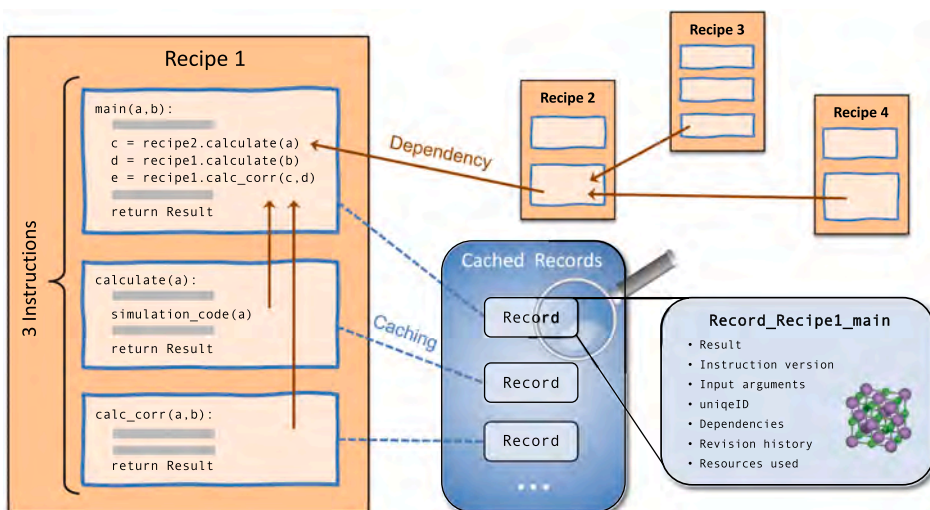 Recipe 1
3 Instructions
main(a,b):
c = recipe2.calculate(a)
d = recipe1.calculate(b)
e = recipe1.calc_corr(c,d)
return Result
calculate(a):
simulation_code(a)
return Result
calc_corr(a,b):
return Result
Dependency
Caching
Recipe 2
Recipe 3
Recipe 4
Cached Records
Record
Record
Record
...
Record_Recipe1_main
• Result
• Instruction version
• Input arguments
• uniqeID
• Dependencies
• Revision history
• Resources used